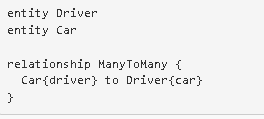 entity Driver
entity Car

relationship ManyToMany {
  Car{driver} to Driver{car}
}